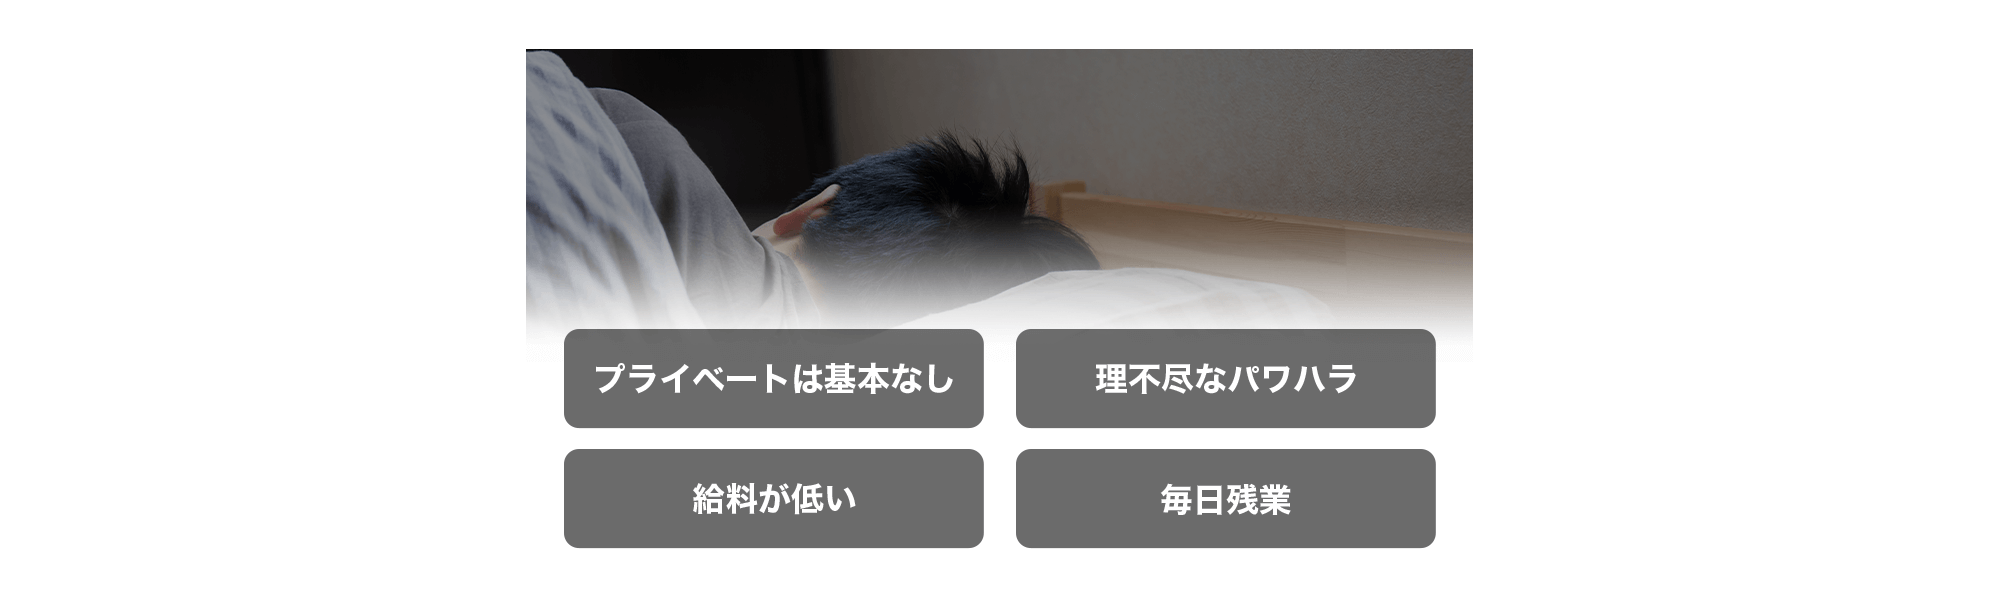 プライベートは基本なし
理不尽なパワハラ
給料が低い
毎日残業